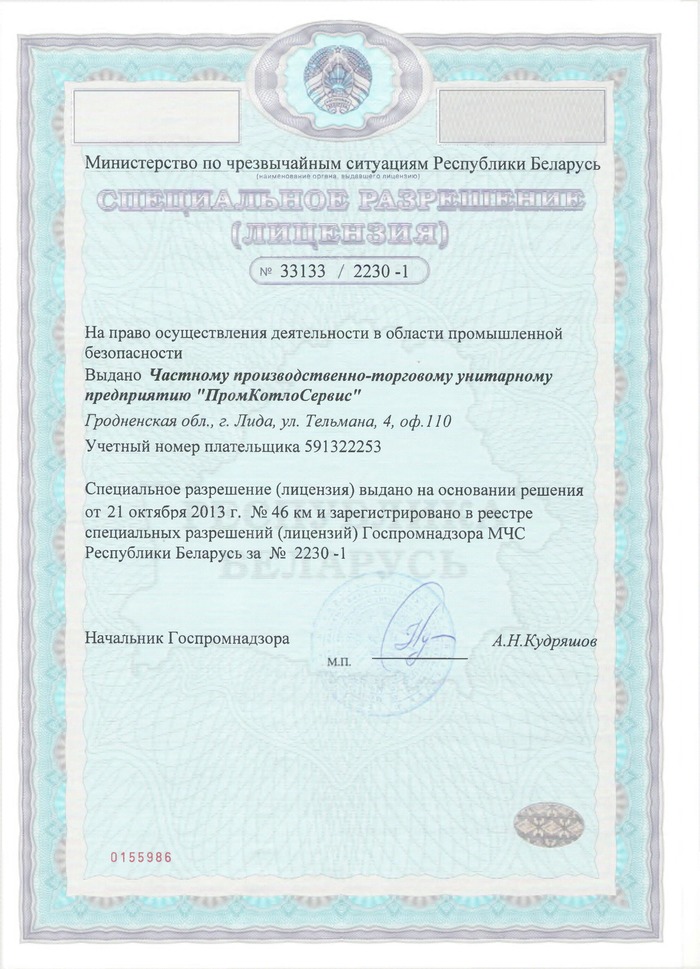 Министерство по чрезвычайным ситуациям Республики Беларусь
(наименование органа, выдавшего лицензию)
СПЕЦИАЛЬНОЕ РАЗРЕШЕНИЕ
(ЛИЦЕНЗИЯ)
№ 33133 / 2230 -1
На право осуществления деятельности в области промышленной
безопасности
Выдано Частному производственно-торговому унитарному
предприятию "ПромКотлоСервис"
Гродненская обл., г. Лида, ул. Тельмана, 4, оф.110
Учетный номер плательщика 591322253
Специальное разрешение (лицензия) выдано на основании решения
от 21 октября 2013 г. № 46 км и зарегистрировано в реестре
специальных разрешений (лицензий) Госпромнадзора МЧС
Республики Беларусь за № 2230 -1
БЕЛАРУСЬ
Начальник Госпромнадзора
А.Н.Кудряшов
М.П.
0155986